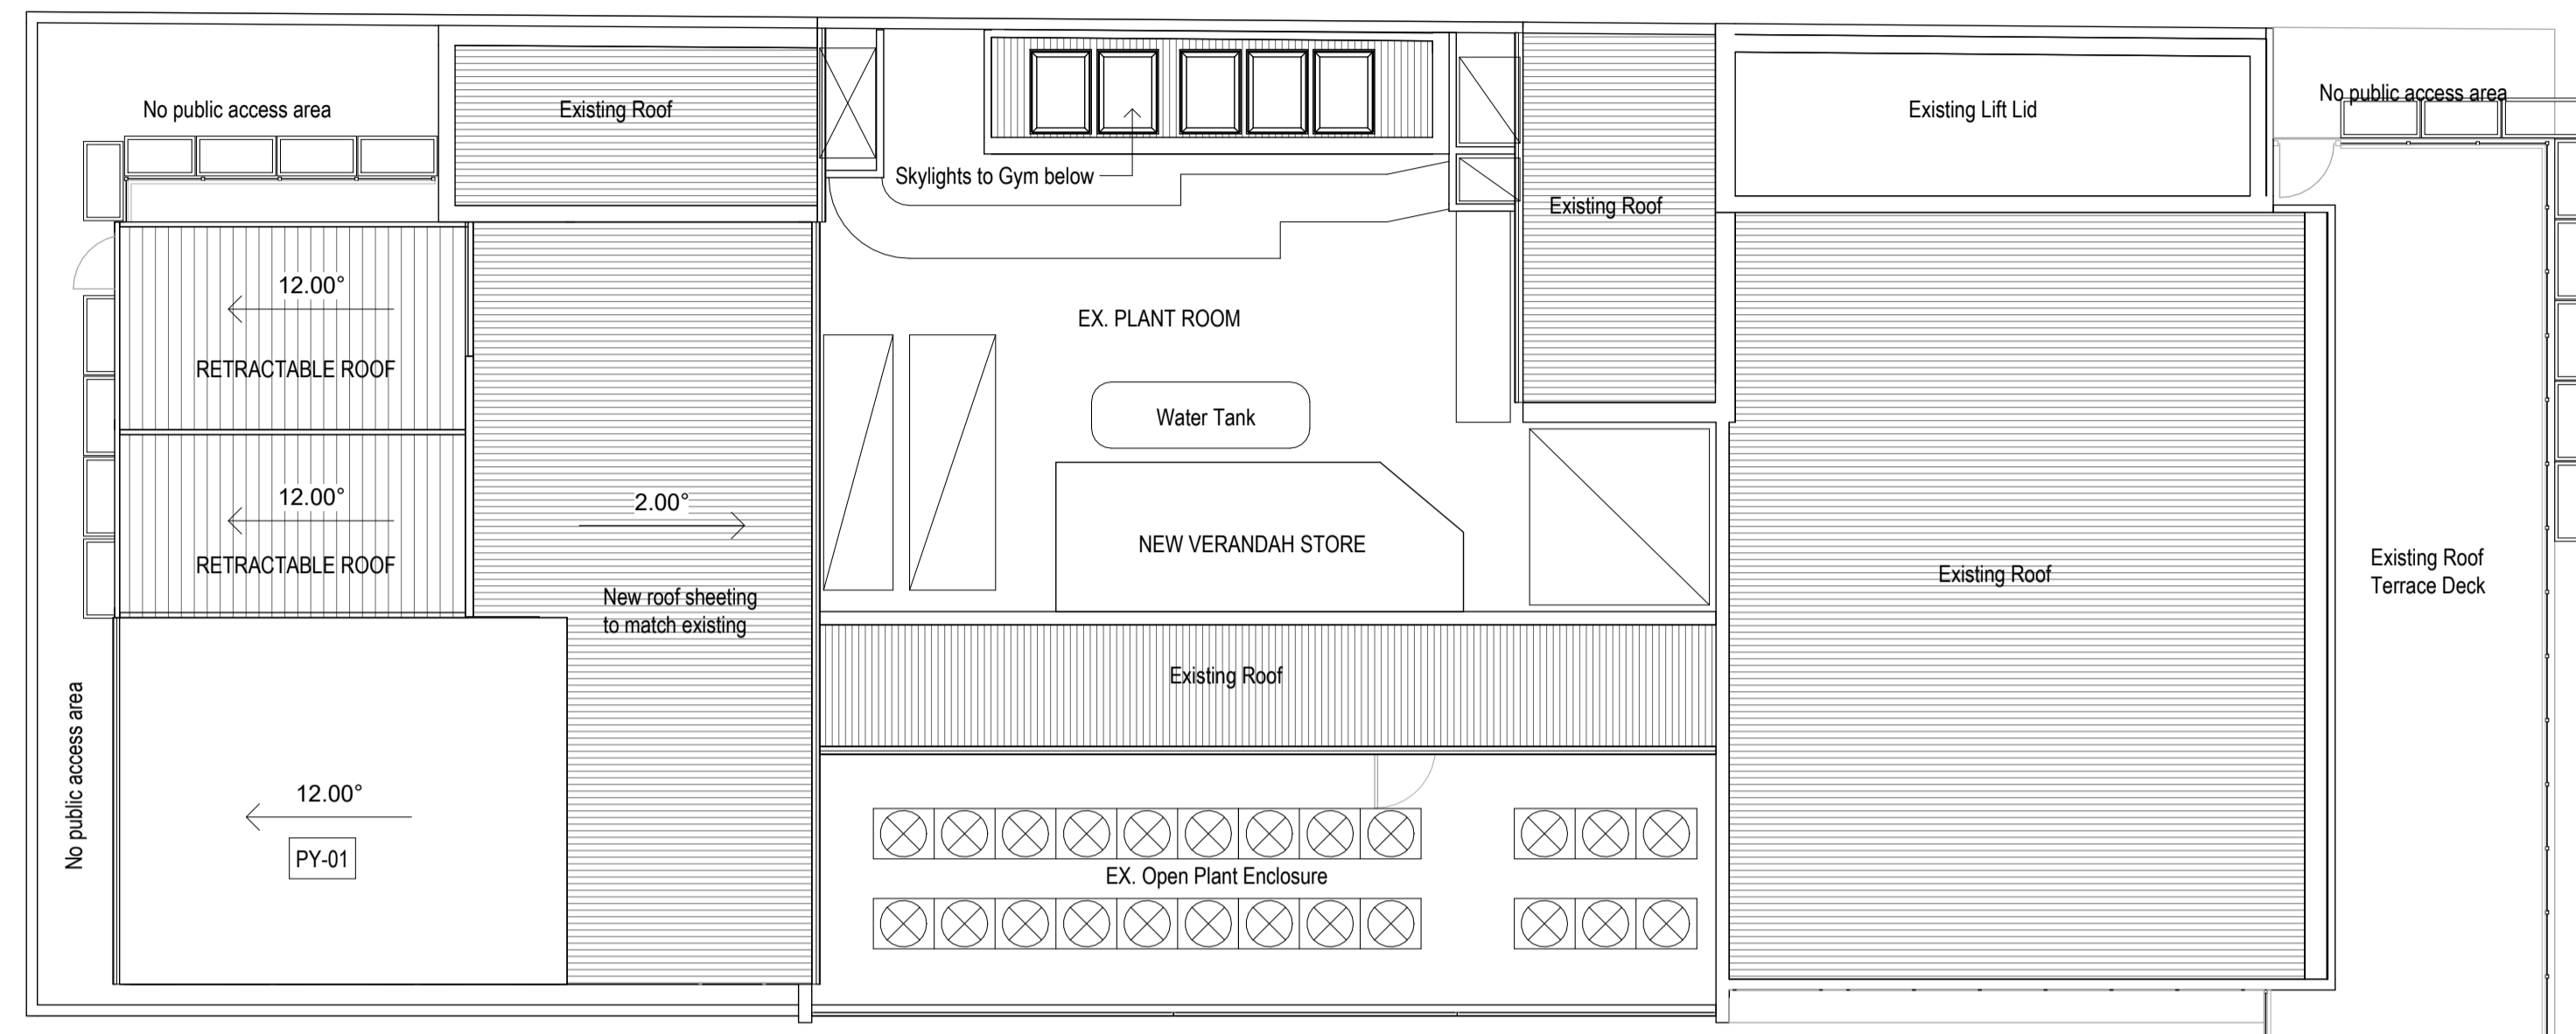 No public access area
Existing Roof
Skylights to Gym below
Existing Roof
Existing Lift Lid
No public access area
12.00°
RETRACTABLE ROOF
12.00°
RETRACTABLE ROOF
2.00°
New roof sheeting
to match existing
EX. PLANT ROOM
Water Tank
NEW VERANDAH STORE
Existing Roof
Existing Roof
Existing Roof
Terrace Deck
No public access area
12.00°
PY-01
EX. Open Plant Enclosure